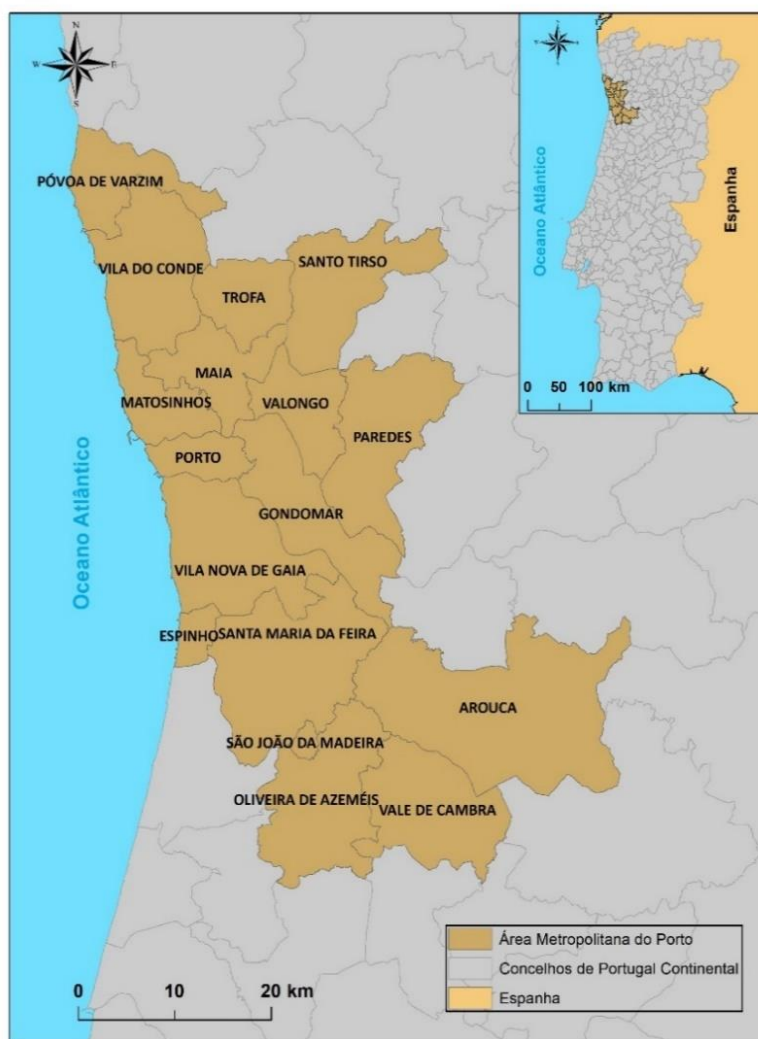 N
W
E
S
PÓVOA DE VARZIM
VILA DO CONDE
SANTO TIRSO
TROFA
MAIA
MATOSINHOS
VALONGO
PAREDES
PORTO
GONDOMAR
VILA NOVA DE GAIA
ESPINHO
SANTA MARIA DA FEIRA
AROUCA
SÃO JOÃO DA MADEIRA
OLIVEIRA DE AZEMÉIS
VALE DE CAMBRA
Oceano Atlântico
0 10 20 km
Oceano Atlântico
Espanha
0 50 100 km
Área Metropolitana do Porto
Concelhos de Portugal Continental
Espanha